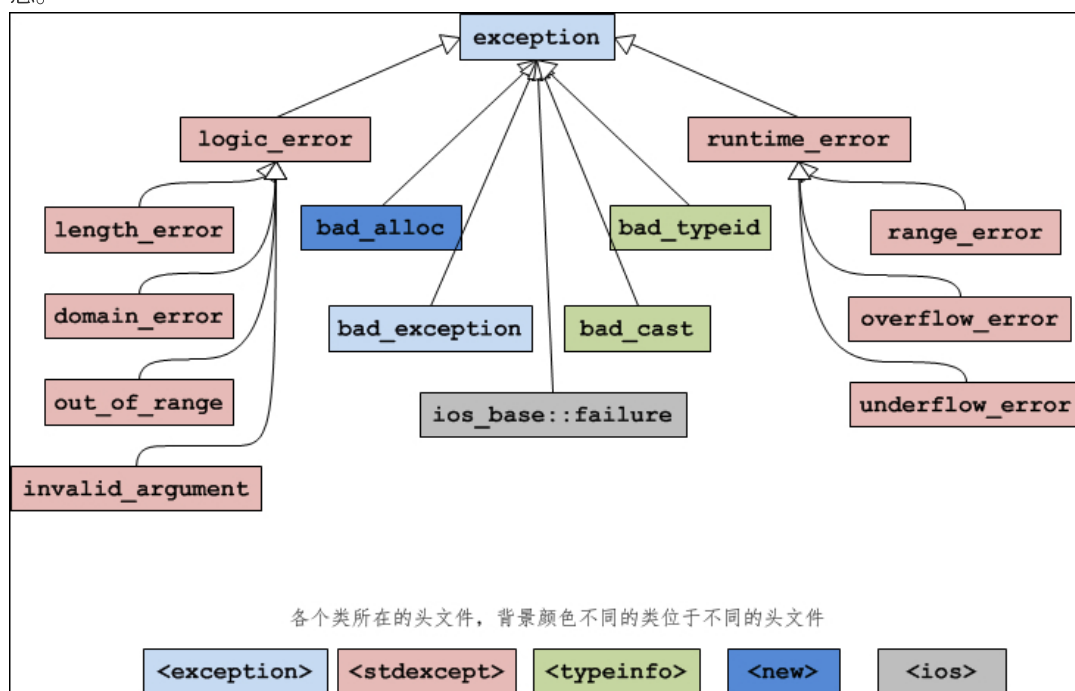 exception
logic_error
runtime_error
length_error
bad_alloc
bad_typeid
range_error
domain_error
bad_exception
bad_cast
overflow_error
out_of_range
ios_base::failure
underflow_error
invalid_argument
各个类所在的头文件，背景颜色不同的类位于不同的头文件
<exception>
<stdexcept>
<typeinfo>
<new>
<ios>